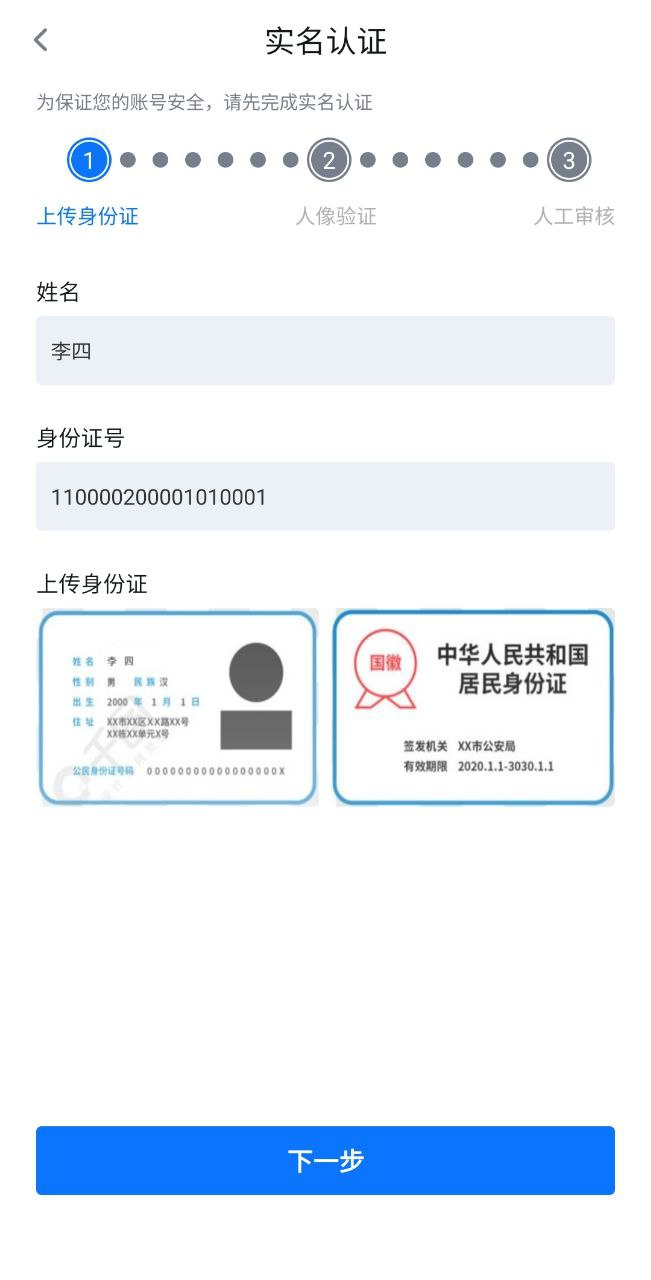 实名认证
为保证您的账号安全，请先完成实名认证
1 2 3
上传身份证 人像验证 人工审核
姓名
李四
身份证号
110000200001010001
上传身份证
姓名 李四
性别 男 民族汉
出生 2000 年 1 月 1 日
住址 XX市XX区XX路XX号
XX栋XX单元X号
公民身份证号码 00000000000000000X
国徽
中华人民共和国
居民身份证
签发机关 XX市公安局
有效期限 2020.1.1-3030.1.1
下一步